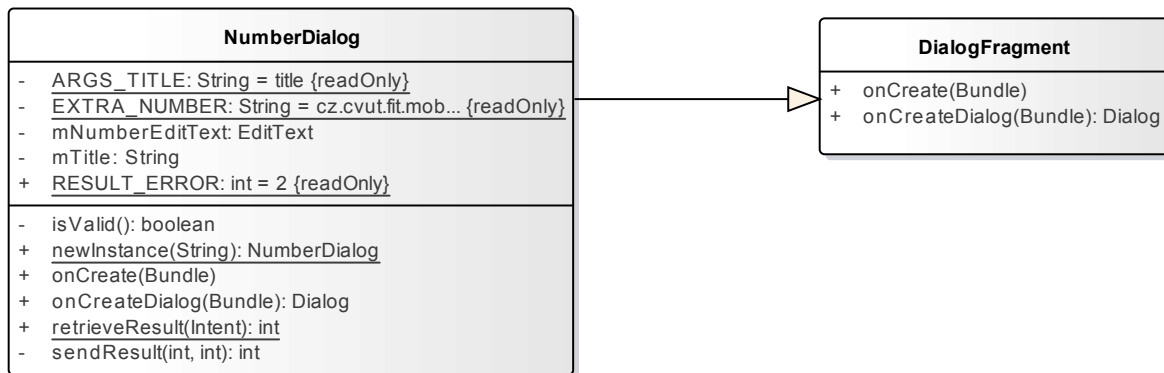 NumberDialog
- ARGS_TITLE: String = title {readOnly}
- EXTRA_NUMBER: String = cz.cvut.fit.mob... {readOnly}
- mNumberEditText: EditText
- mTitle: String
+ RESULT_ERROR: int = 2 {readOnly}
- isValid(): boolean
+ newInstance(String): NumberDialog
+ onCreate(Bundle)
+ onCreateDialog(Bundle): Dialog
+ retrieveResult(Intent): int
- sendResult(int, int): int
DialogFragment
+ onCreate(Bundle)
+ onCreateDialog(Bundle): Dialog